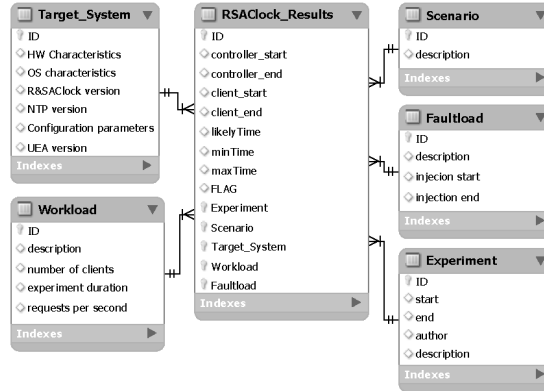 Target_System
ID
HW Characteristics
OS characteristics
R&SAClock version
NTP version
Configuration parameters
UEA version
Indexes
Workload
ID
description
number of clients
experiment duration
requests per second
Indexes
RSAClock_Results
ID
controller_start
controller_end
client_start
client_end
likelyTime
minTime
maxTime
FLAG
Experiment
Scenario
Target_System
Workload
Faultload
Indexes
Scenario
ID
description
Indexes
Faultload
ID
description
injecion start
injection end
Indexes
Experiment
ID
start
end
author
description
Indexes